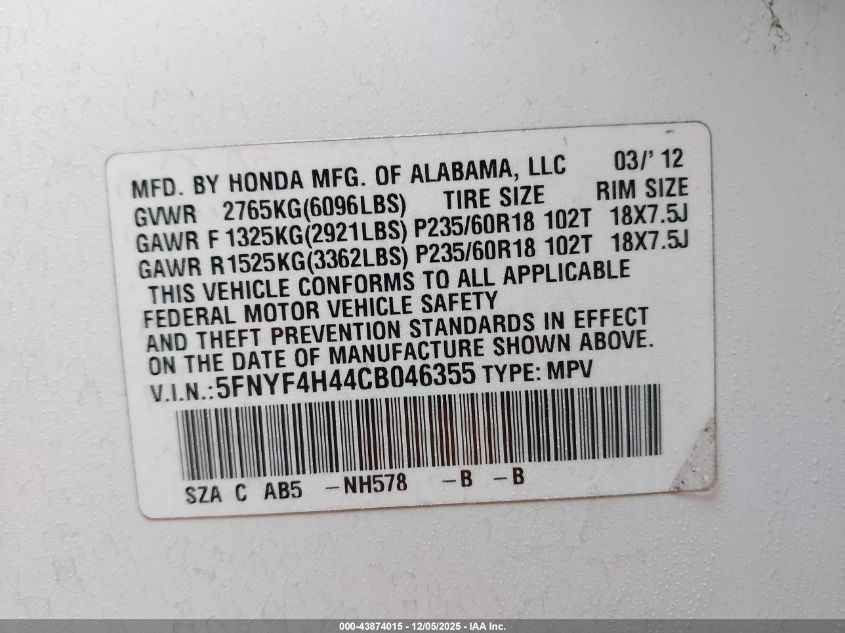 MFD. BY HONDA MFG. OF ALABAMA, LLC 03/' 12
GVWR 2765KG(6096LBS) TIRE SIZE RIM SIZE
GAWR F 1325KG(2921LBS) P235/60R18 102T 18X7.5J
GAWR R1525KG(3362LBS) P235/60R18 102T 18X7.5J
THIS VEHICLE CONFORMS TO ALL APPLICABLE
FEDERAL MOTOR VEHICLE SAFETY
AND THEFT PREVENTION STANDARDS IN EFFECT
ON THE DATE OF MANUFACTURE SHOWN ABOVE.
V.I.N.: 5FNYF4H44CB046355 TYPE: MPV
SZA C AB5 -NH578 -B -B
000-43874015 - 12/05/2025 - IAA Inc.